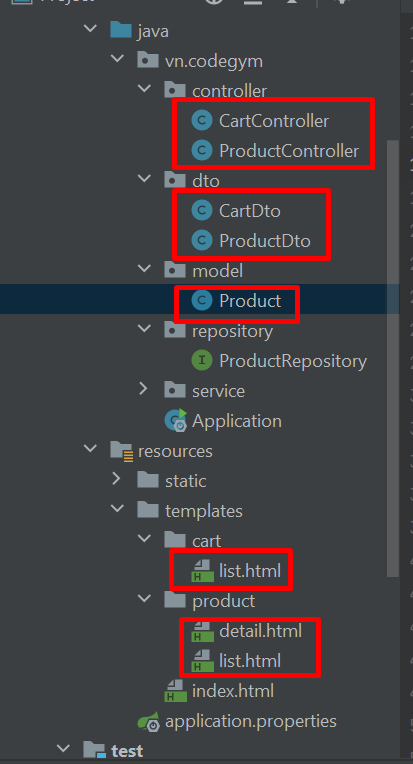 java
vn.codegym
controller
CartController
ProductController
dto
CartDto
ProductDto
model
Product
repository
ProductRepository
service
Application
resources
static
templates
cart
list.html
product
detail.html
list.html
index.html
application.properties
test